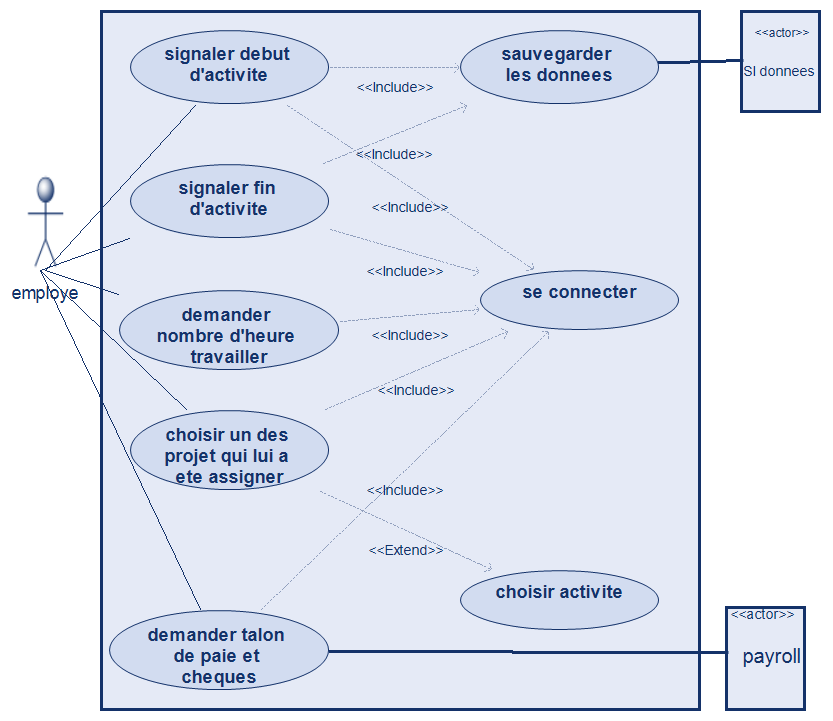 signaler debut
d'activite
sauvegarder
les donnees
<<actor>>
SI donnees
<<Include>>
<<Include>>
signaler fin
d'activite
<<Include>>
<<Include>>
employe
se connecter
demander
nombre d'heure
travailler
<<Include>>
<<Include>>
choisir un des
projet qui lui a
ete assigner
<<Include>>
<<Extend>>
choisir activite
demander talon
de paie et
cheques
<<actor>>
payroll